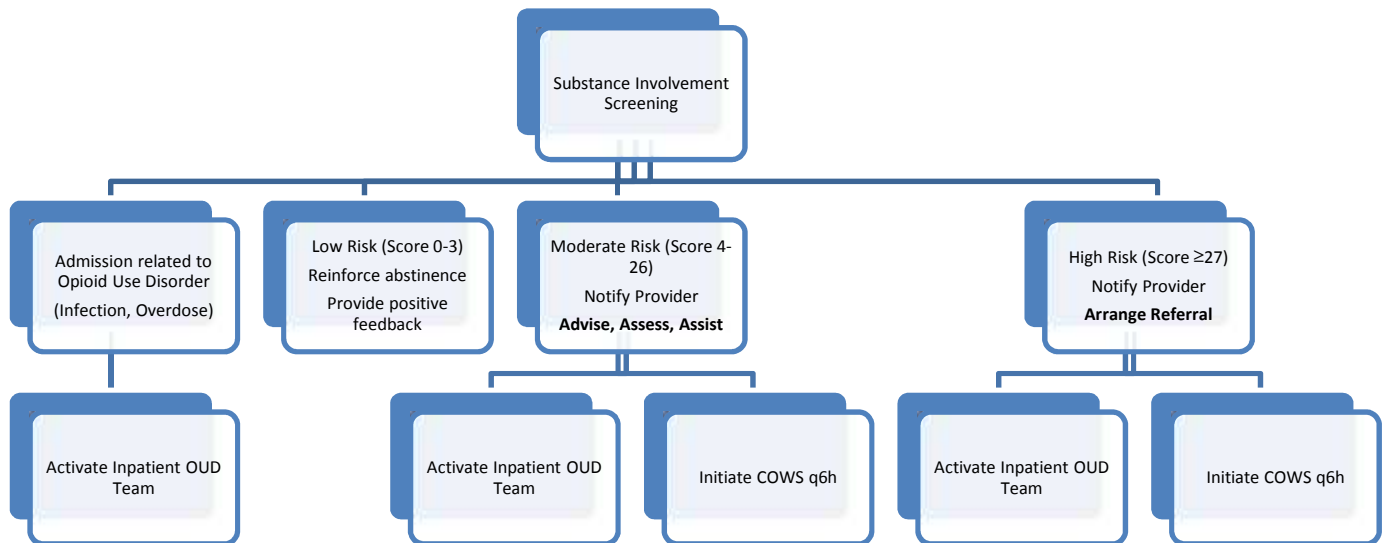 Substance Involvement
Screening
Admission related to
Opioid Use Disorder
(Infection, Overdose)
Low Risk (Score 0-3)
Reinforce abstinence
Provide positive
feedback
Moderate Risk (Score 4-
26)
Notify Provider
Advise, Assess, Assist
High Risk (Score ≥27)
Notify Provider
Arrange Referral
Activate Inpatient OUD
Team
Activate Inpatient OUD
Team
Initiate COWS q6h
Activate Inpatient OUD
Team
Initiate COWS q6h